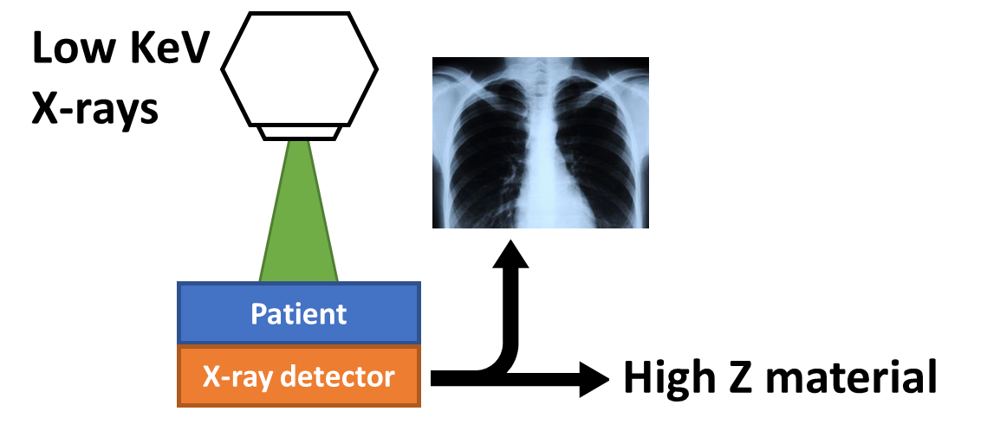 Low KeV
X-rays
Patient
X-ray detector
High Z material